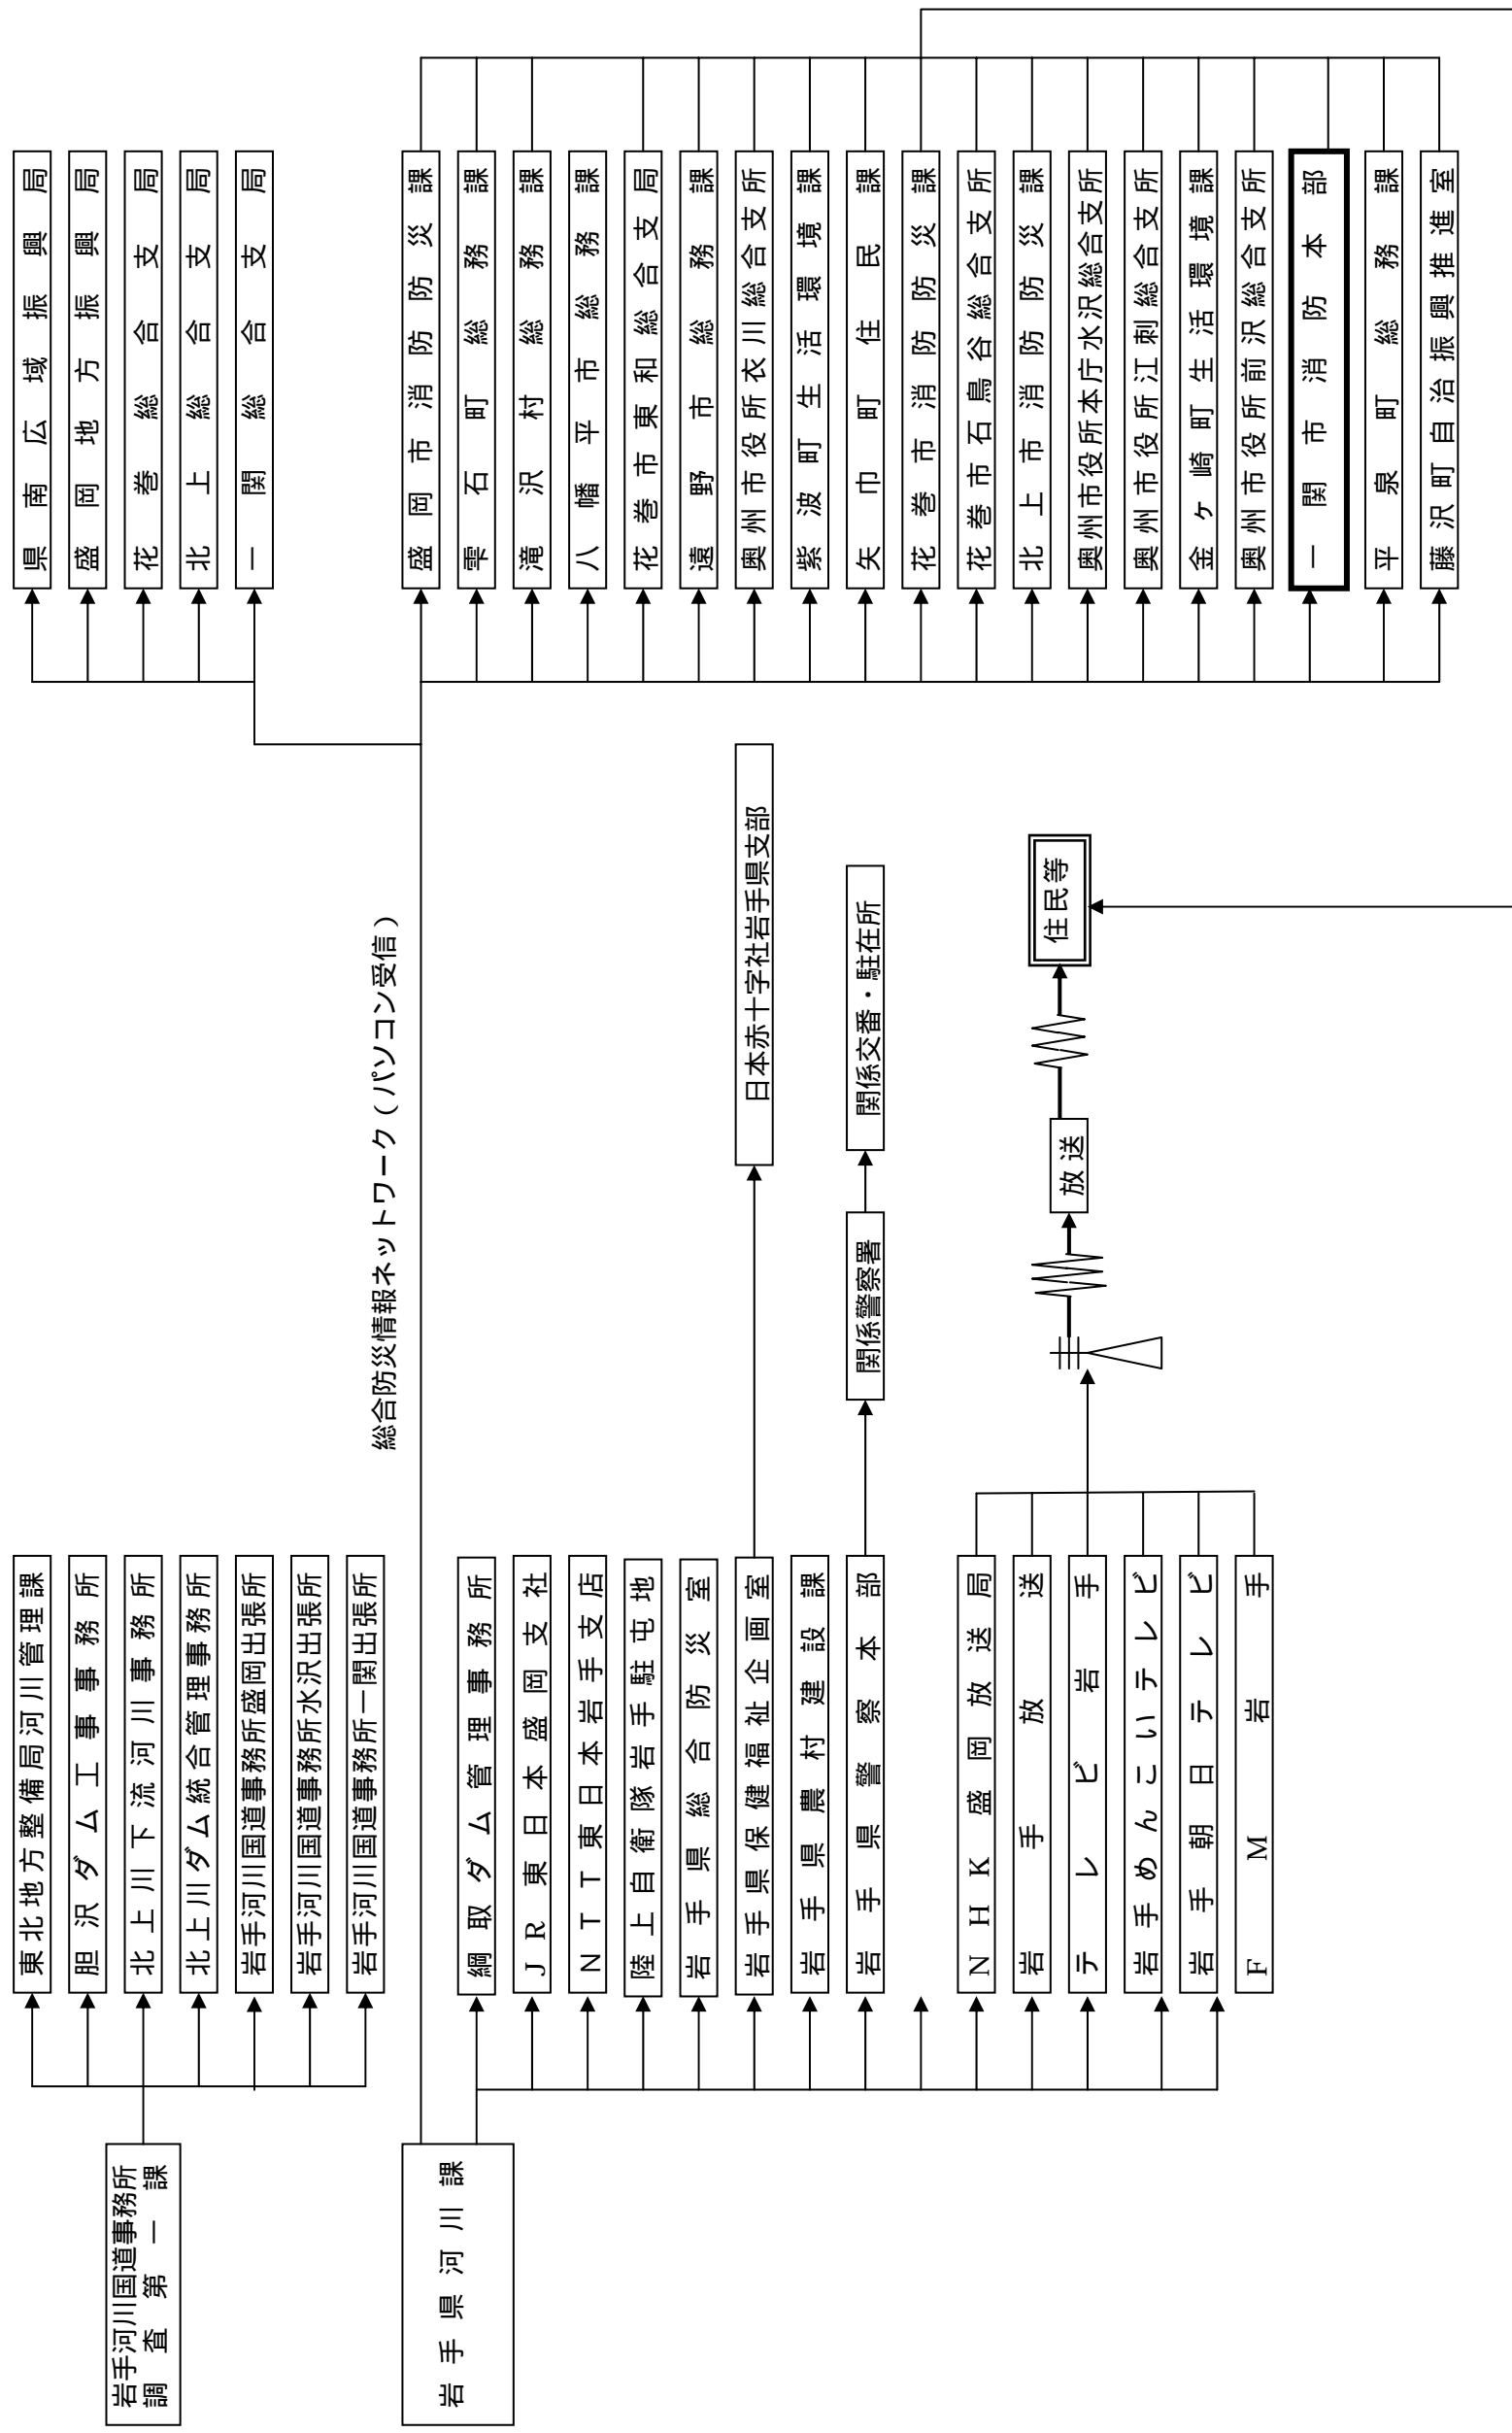 岩手河川国道事務所
調査第一課
東北地方整備局河川管理課
胆沢ダム工事事務所
北上川下流河川事務所
北上川ダム統合管理事務所
岩手河川国道事務所盛岡出張所
岩手河川国道事務所水沢出張所
岩手河川国道事務所一関出張所
岩手県河川課
総合防災情報ネットワーク（パソコン受信）
県南広域振興局
盛岡地方振興局
花巻総合支局
北上総合支局
一関総合支局
盛岡市消防防災課
雫石町総務課
滝沢村総務課
八幡平市総務課
花巻市東和総合支局
遠野市総務課
奥州市役所衣川総合支所
紫波町生活環境課
矢巾町住民課
花巻市消防防災課
花巻市石鳥谷総合支所
北上市消防防災課
奥州市役所本庁水沢総合支所
奥州市役所江刺総合支所
金ヶ崎町生活環境課
奥州市役所前沢総合支所
一関市消防本部
平泉町総務課
藤沢町自治振興推進室
綱取ダム管理事務所
JR東日本盛岡支社
NTT東日本岩手支店
陸上自衛隊岩手駐屯地
岩手県総合防災室
岩手県保健福祉企画室
日本赤十字社岩手県支部
岩手県農村建設課
岩手県警察本部
関係警察署
関係交番・駐在所
NHK盛岡放送局
岩手放送
テレビ岩手
岩手めんこいテレビ
岩手朝日テレビ
FM岩手
放送
住民等